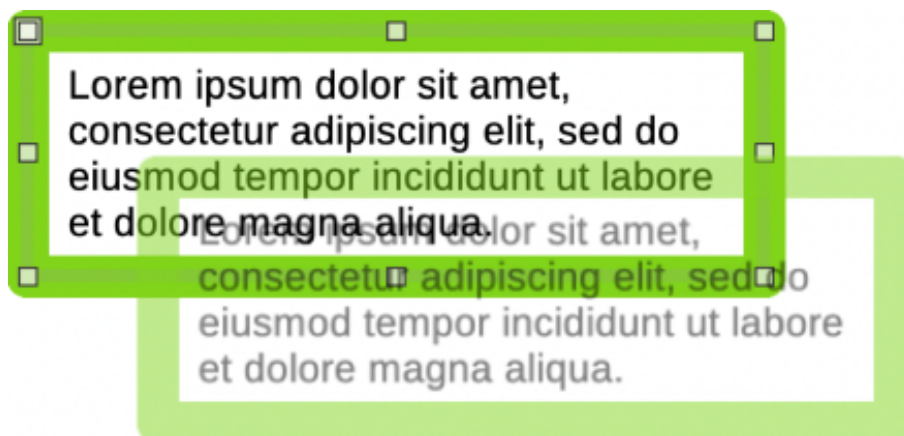 Lorem ipsum dolor sit amet,
consectetur adipiscing elit, sed do
eiusmod tempor incididunt ut labore
et dolore magna aliqua.
Lorem ipsum dolor sit amet,
consectetur adipiscing elit, sed do
eiusmod tempor incididunt ut labore
et dolore magna aliqua.